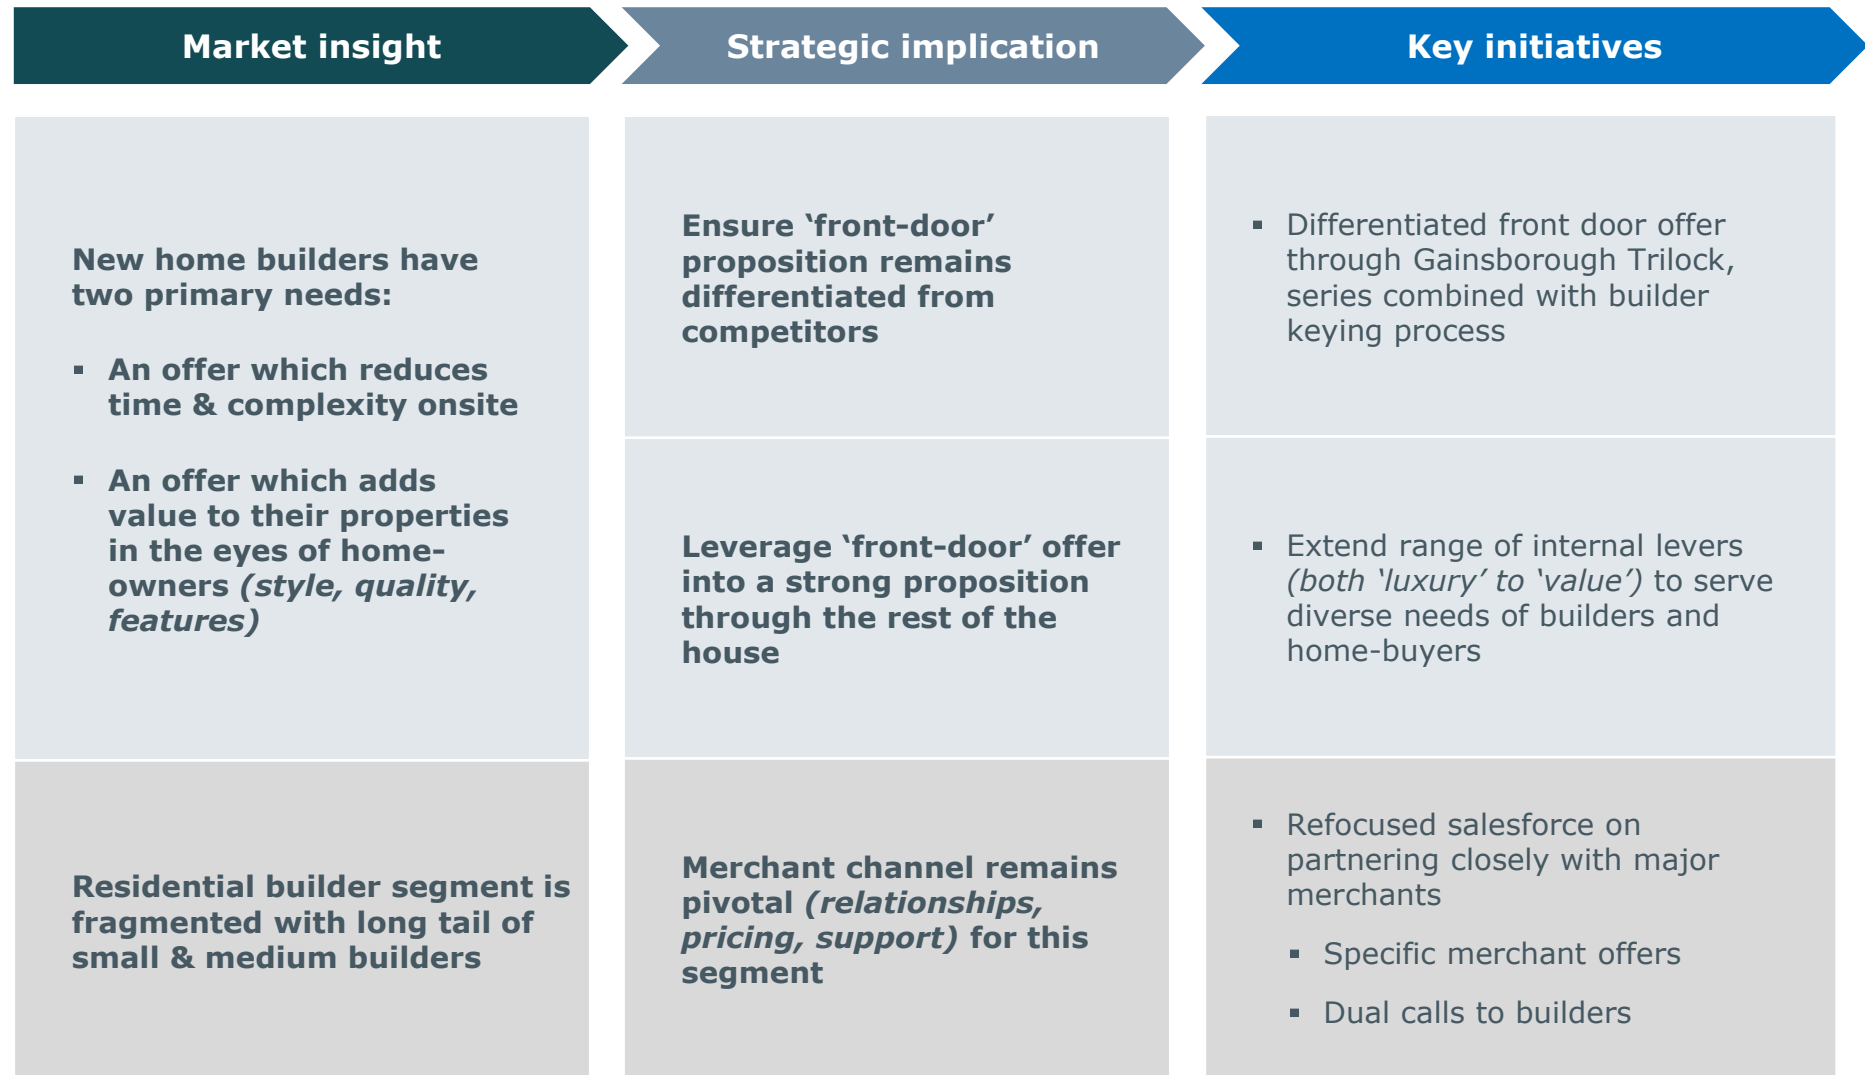 Market insight
Strategic implication
Key initiatives
New home builders have
two primary needs:
▪ An offer which reduces
time & complexity onsite
▪ An offer which adds
value to their properties
in the eyes of home-
owners (style, quality,
features)
Ensure ‘front-door’
proposition remains
differentiated from
competitors
▪ Differentiated front door offer
through Gainsborough Trilock,
series combined with builder
keying process
Leverage ‘front-door’ offer
into a strong proposition
through the rest of the
house
▪ Extend range of internal levers
(both ‘luxury’ to ‘value’) to serve
diverse needs of builders and
home-buyers
Residential builder segment is
fragmented with long tail of
small & medium builders
Merchant channel remains
pivotal (relationships,
pricing, support) for this
segment
▪ Refocused salesforce on
partnering closely with major
merchants
▪ Specific merchant offers
▪ Dual calls to builders